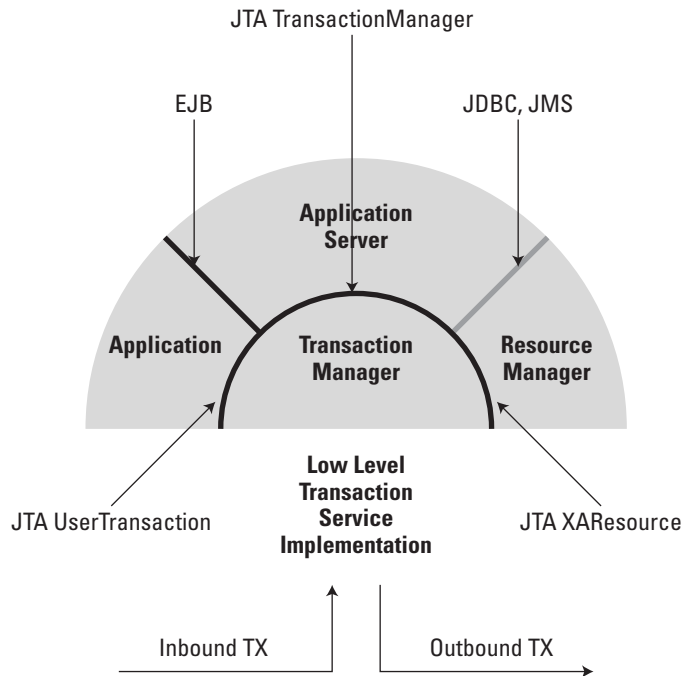 JTA TransactionManager
EJB
JDBC, JMS
Application
Server
Application
Transaction
Manager
Resource
Manager
Low Level
Transaction
Service
Implementation
JTA UserTransaction
JTA XAResource
Inbound TX
Outbound TX